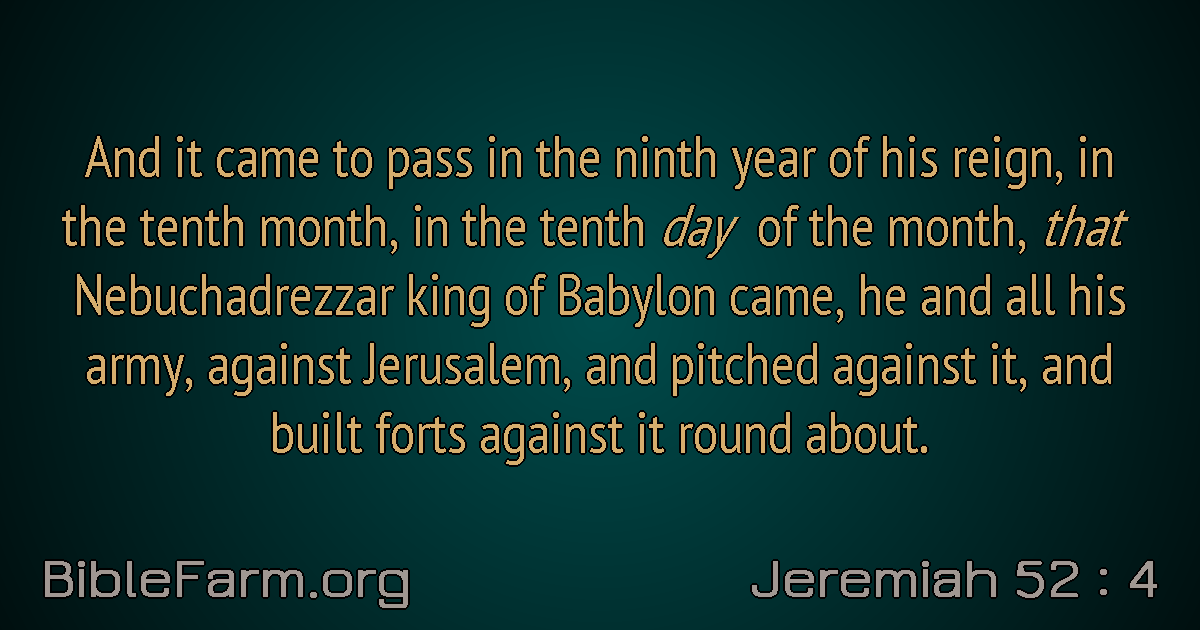 And it came to pass in the ninth year of his reign, in
the tenth month, in the tenth day of the month, that
Nebuchadrezzar king of Babylon came, he and all his
army, against Jerusalem, and pitched against it, and
built forts against it round about.
BibleFarm.org
Jeremiah 52 : 4